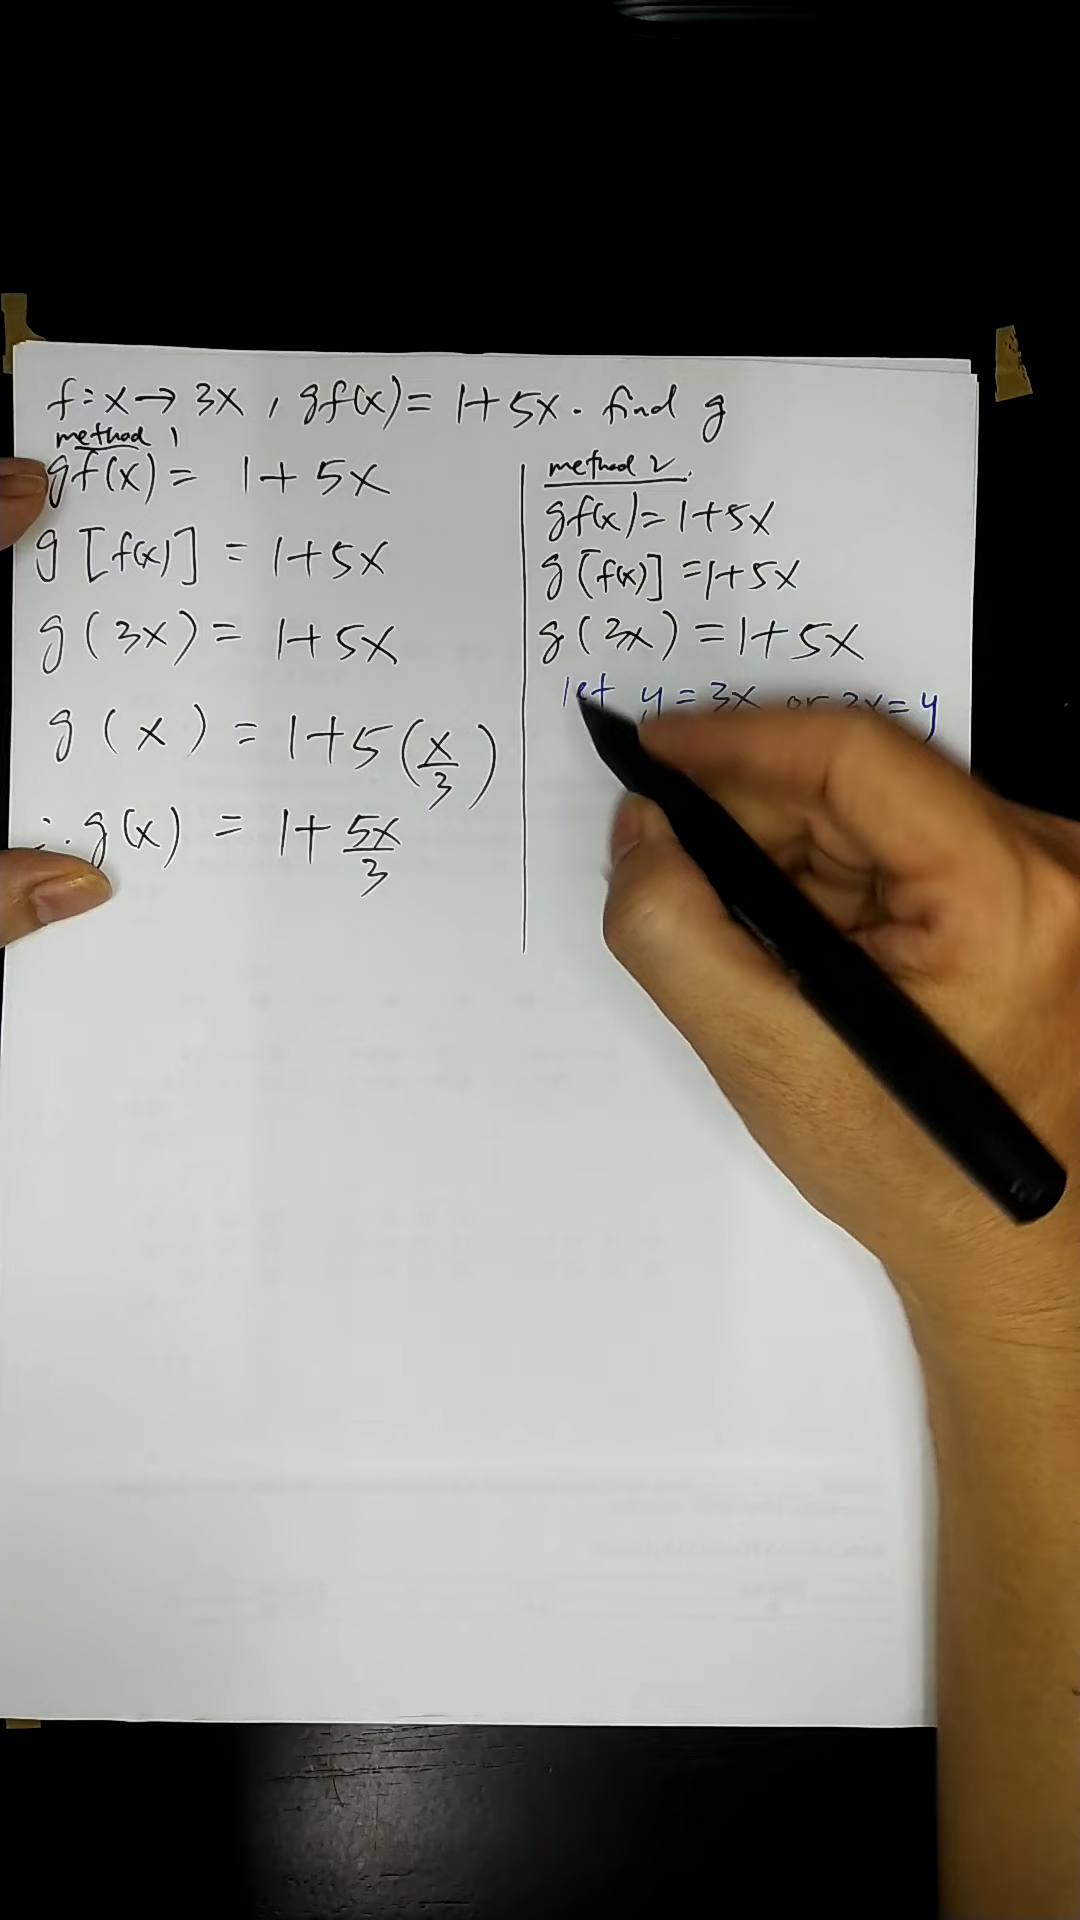 f:x→ 3x , gf(x)= 1+5x. find g
method 1
gf(x)= 1+5x
g[f(x)] = 1+5x
g(3x)= 1+5x
g(x) = 1+5(x/3)
∴g(x) = 1+ 5x/3
method 2.
gf(x)=1+5x
g[f(x)] =1+5x
g(3x) =1+5x
let y=3x or 3x=y